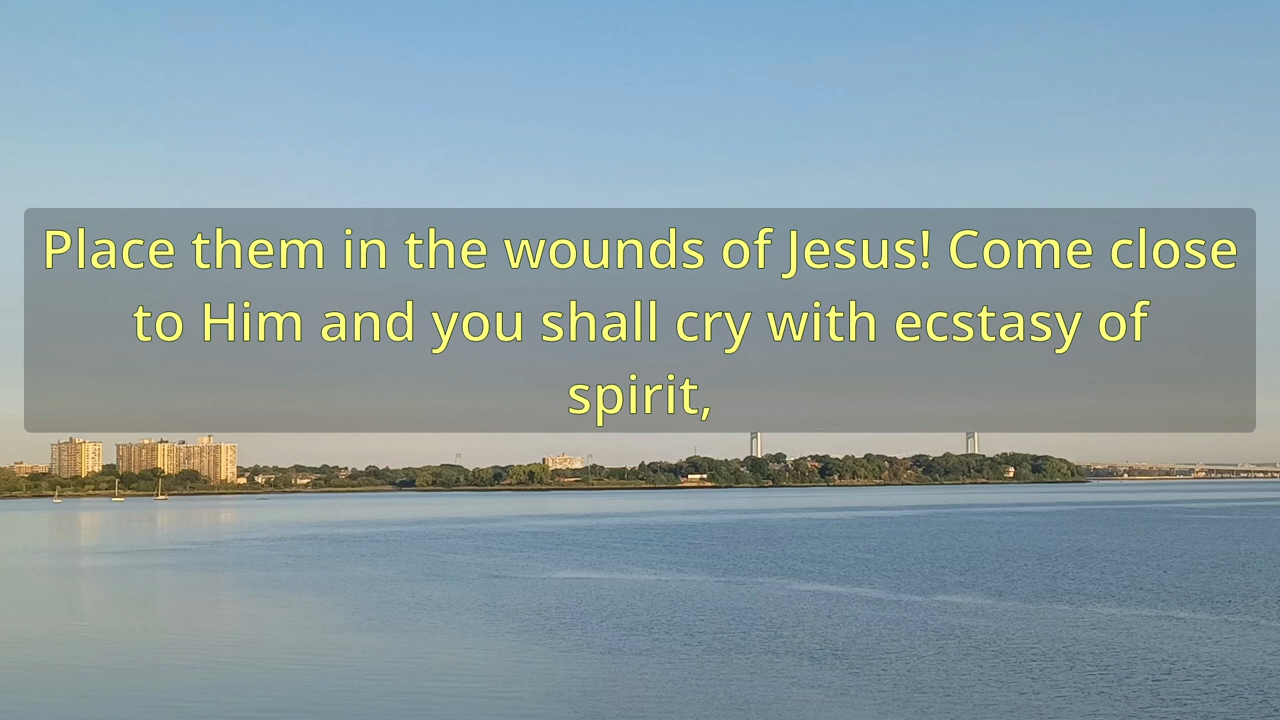 Place them in the wounds of Jesus! Come close
to Him and you shall cry with ecstasy of
spirit,